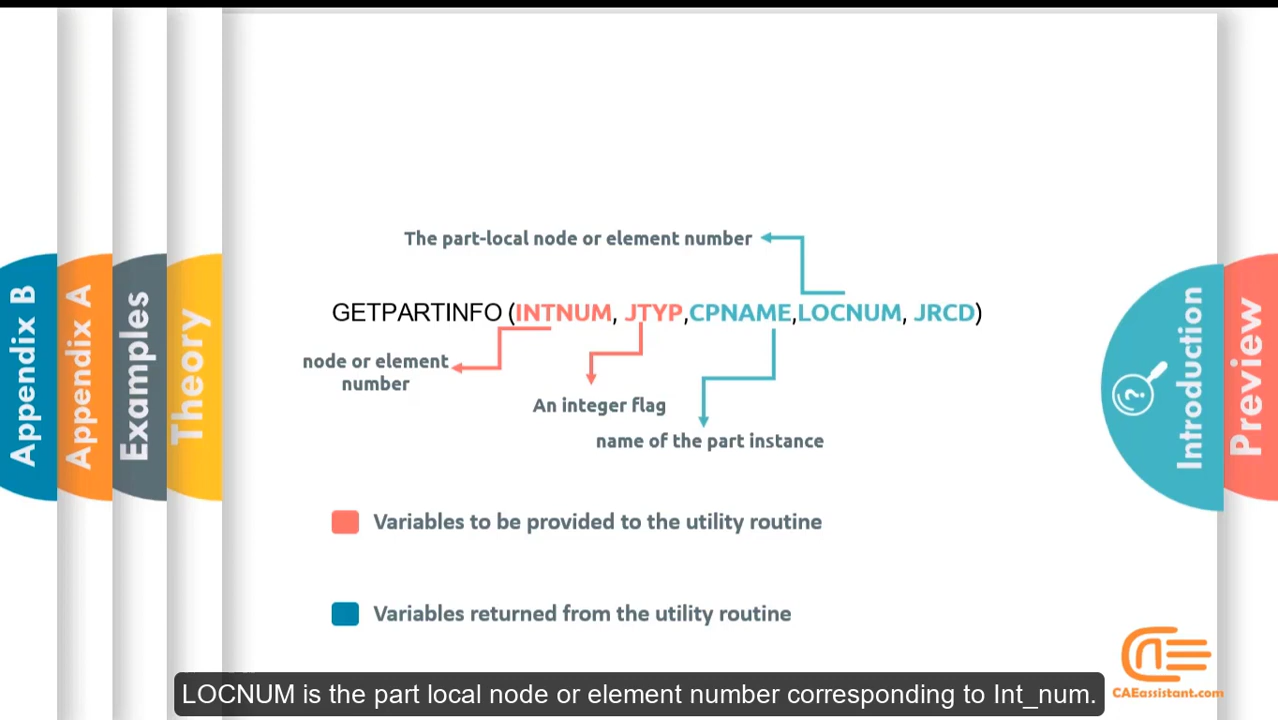 Appendix B
Appendix A
Examples
Theory
The part-local node or element number
GETPARTINFO (INTNUM, JTYP,CPNAME,LOCNUM, JRCD)
node or element
number
An integer flag
name of the part instance
Variables to be provided to the utility routine
Variables returned from the utility routine
Introduction
?
Preview
CAEassistant.com
LOCNUM is the part local node or element number corresponding to Int_num.